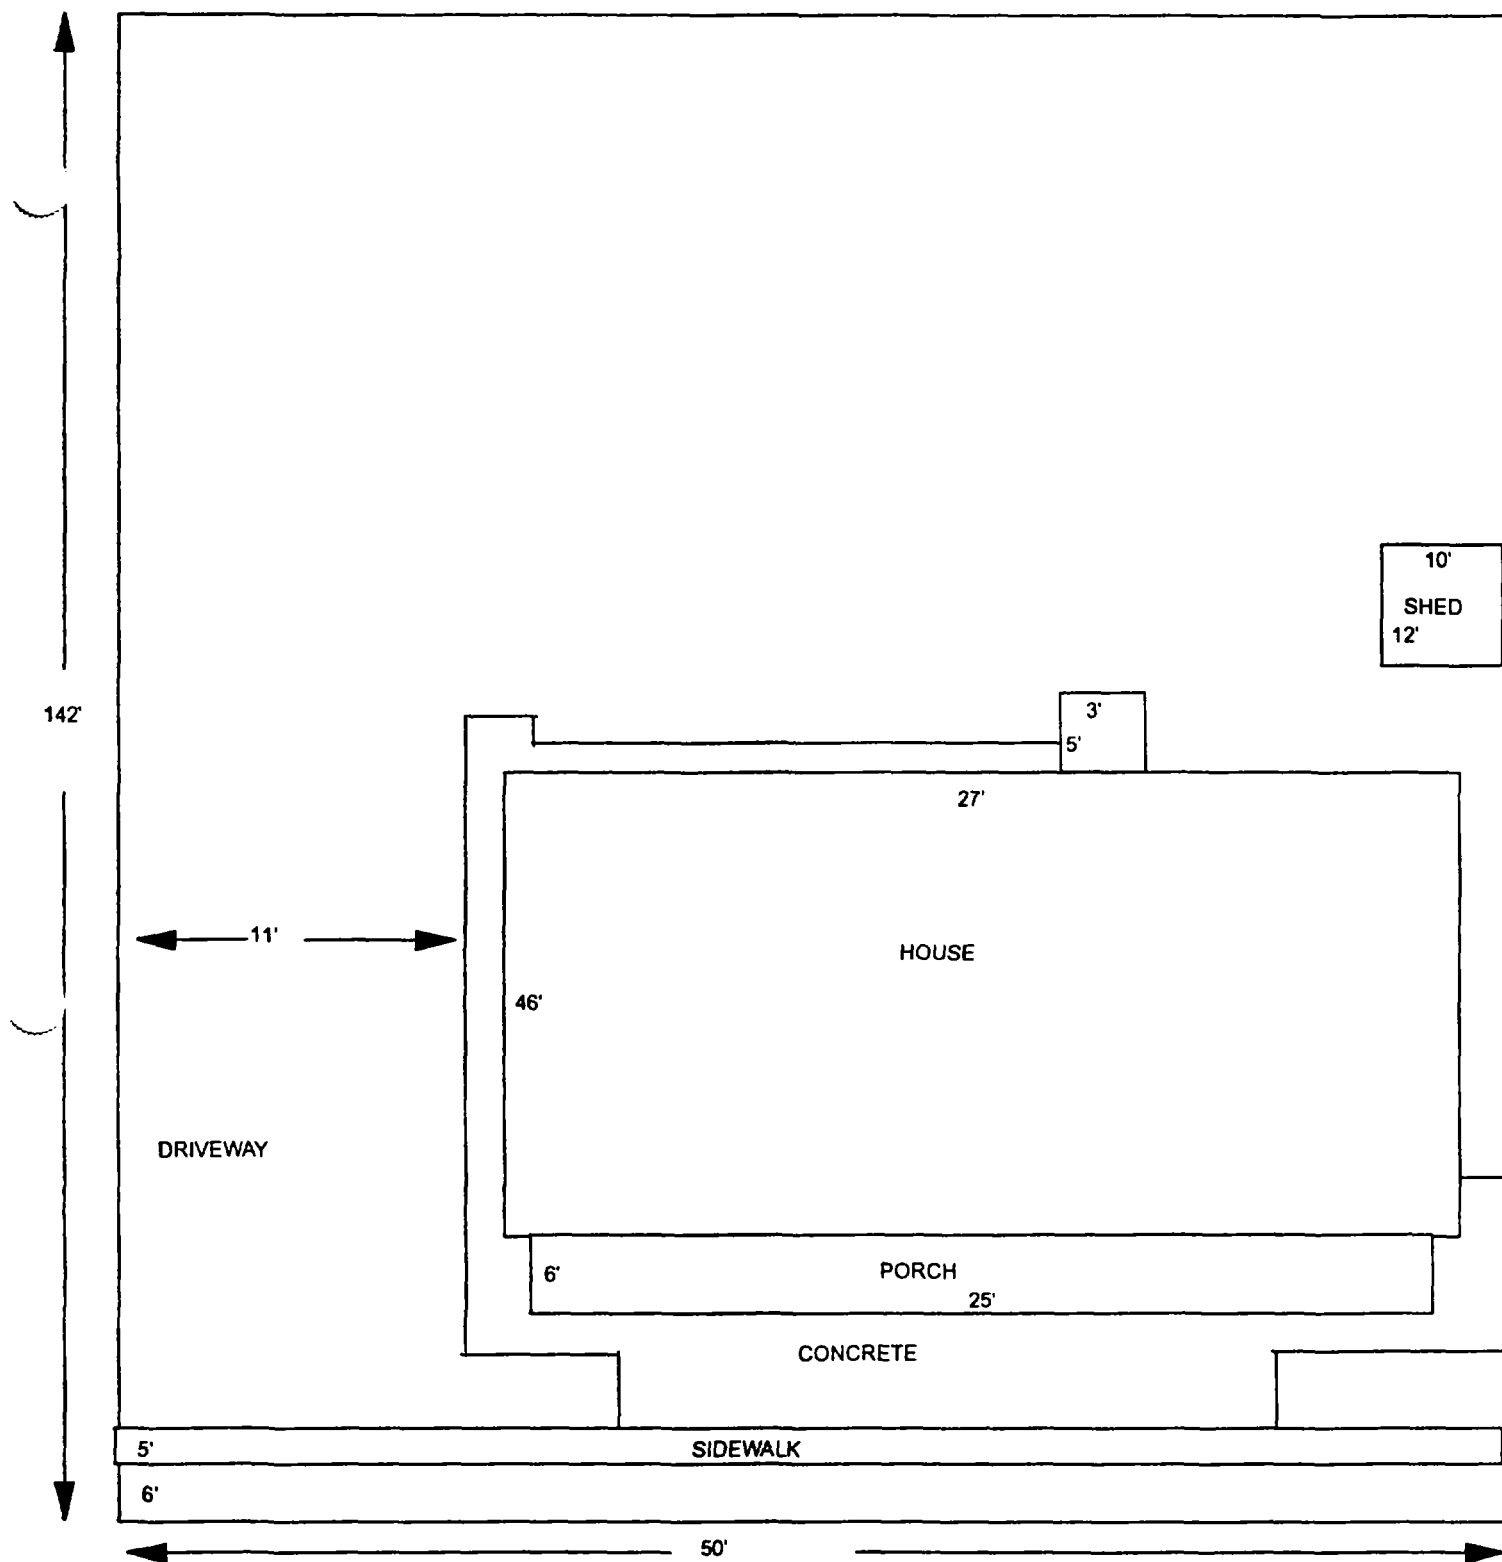 10'
SHED
12'
3'
142'
5'
27'
11'
HOUSE
46'
DRIVEWAY
6'
PORCH
25'
CONCRETE
5'
SIDEWALK
6'
50'